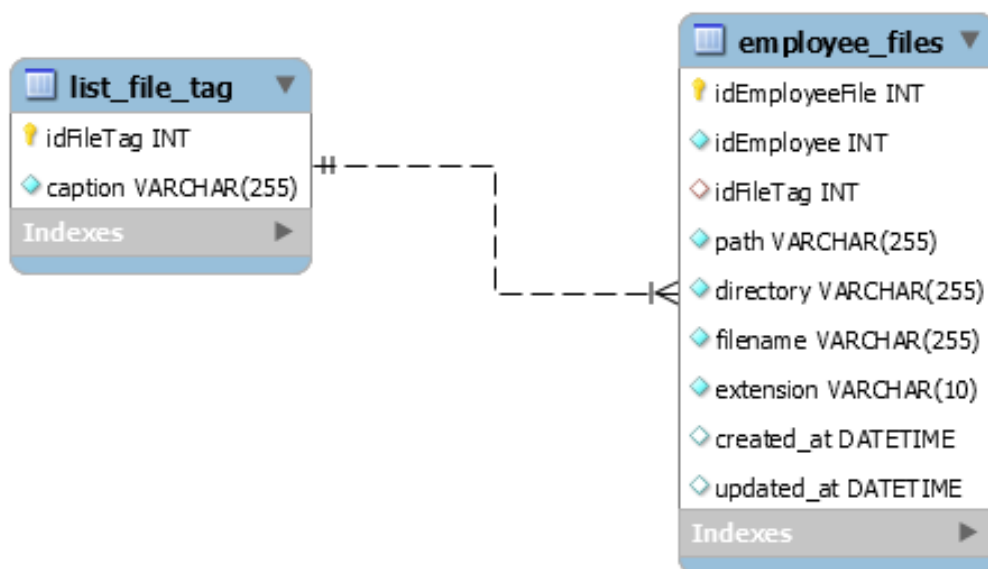 list_file_tag
idFileTag INT
caption VARCHAR(255)
Indexes
employee_files
idEmployeeFile INT
idEmployee INT
idFileTag INT
path VARCHAR(255)
directory VARCHAR(255)
filename VARCHAR(255)
extension VARCHAR(10)
created_at DATETIME
updated_at DATETIME
Indexes